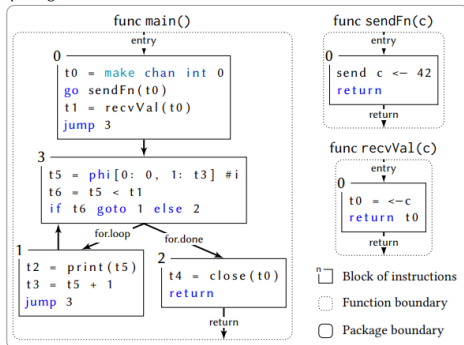 func main()
entry
0
t0 = make chan int 0
go sendFn(t0)
t1 = recvVal(t0)
jump 3
3
t5 = phi[0: 0, 1: t3] #i
t6 = t5 < t1
if t6 goto 1 else 2
for.loop
for.done
1
t2 = print(t5)
t3 = t5 + 1
jump 3
2
t4 = close(t0)
return
return
func sendFn(c)
entry
0
send c <- 42
return
return
func recvVal(c)
entry
0
t0 = <-c
return t0
return
n
Block of instructions
Function boundary
Package boundary